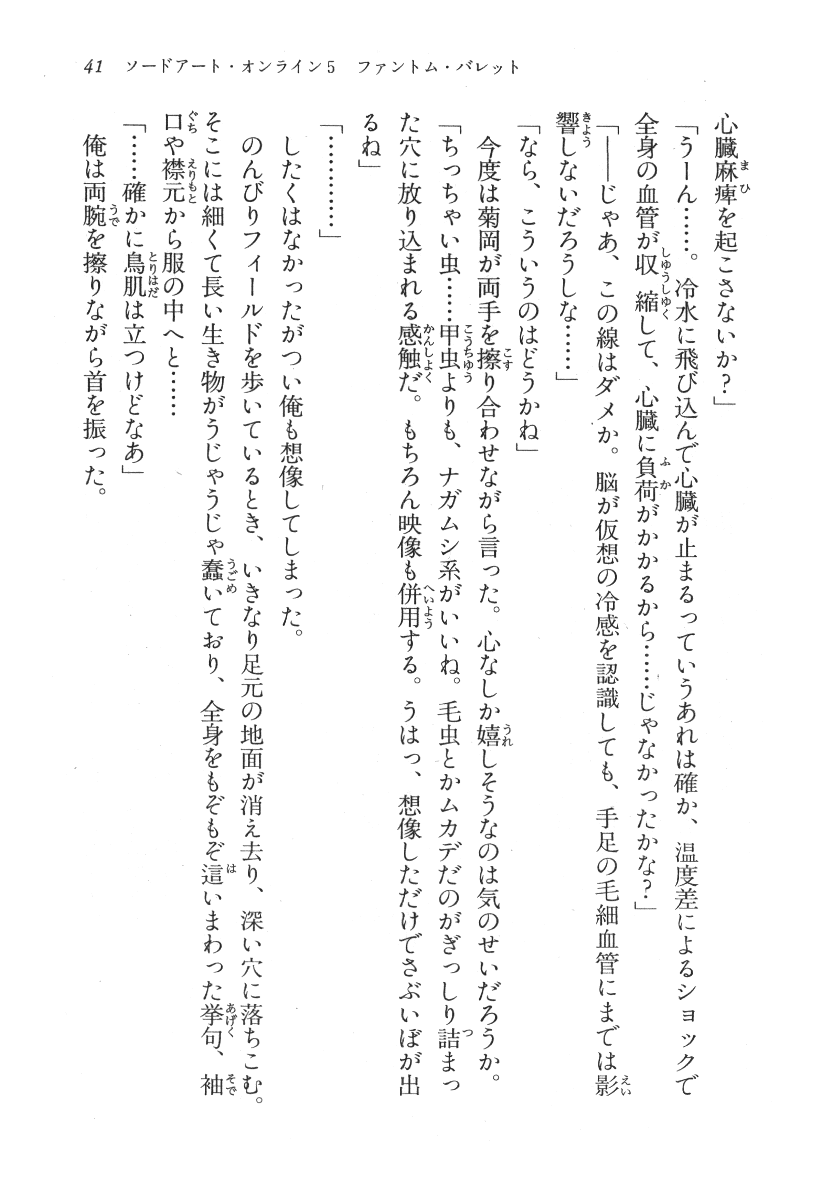 41　ソードアート・オンライン5　ファントム・バレット
心臓麻痺を起こさないか？」
「うーん……。冷水に飛び込んで心臓が止まるっていうあれは確か、温度差によるショックで
全身の血管が収縮して、心臓に負荷がかかるから……じゃなかったかな？」
「――じゃあ、この線はダメか。脳が仮想の冷感を認識しても、手足の毛細血管にまでは影
響しないだろうしな……」
「なら、こういうのはどうかね」
　今度は菊岡が両手を擦り合わせながら言った。心なしか嬉しそうなのは気のせいだろうか。
「ちっちゃい虫……甲虫よりも、ナガムシ系がいいね。毛虫とかムカデだのがぎっしり詰まっ
た穴に放り込まれる感触だ。もちろん映像も併用する。うはっ、想像しただけでさぶいぼが出
るね」
「…………」
　したくはなかったがつい俺も想像してしまった。
　のんびりフィールドを歩いているとき、いきなり足元の地面が消え去り、深い穴に落ちこむ。
そこには細くて長い生き物がうじゃうじゃ蠢いており、全身をもぞもぞ這いまわった挙句、袖
口や襟元から服の中へと……
「……確かに鳥肌は立つけどなあ」
　俺は両腕を擦りながら首を振った。